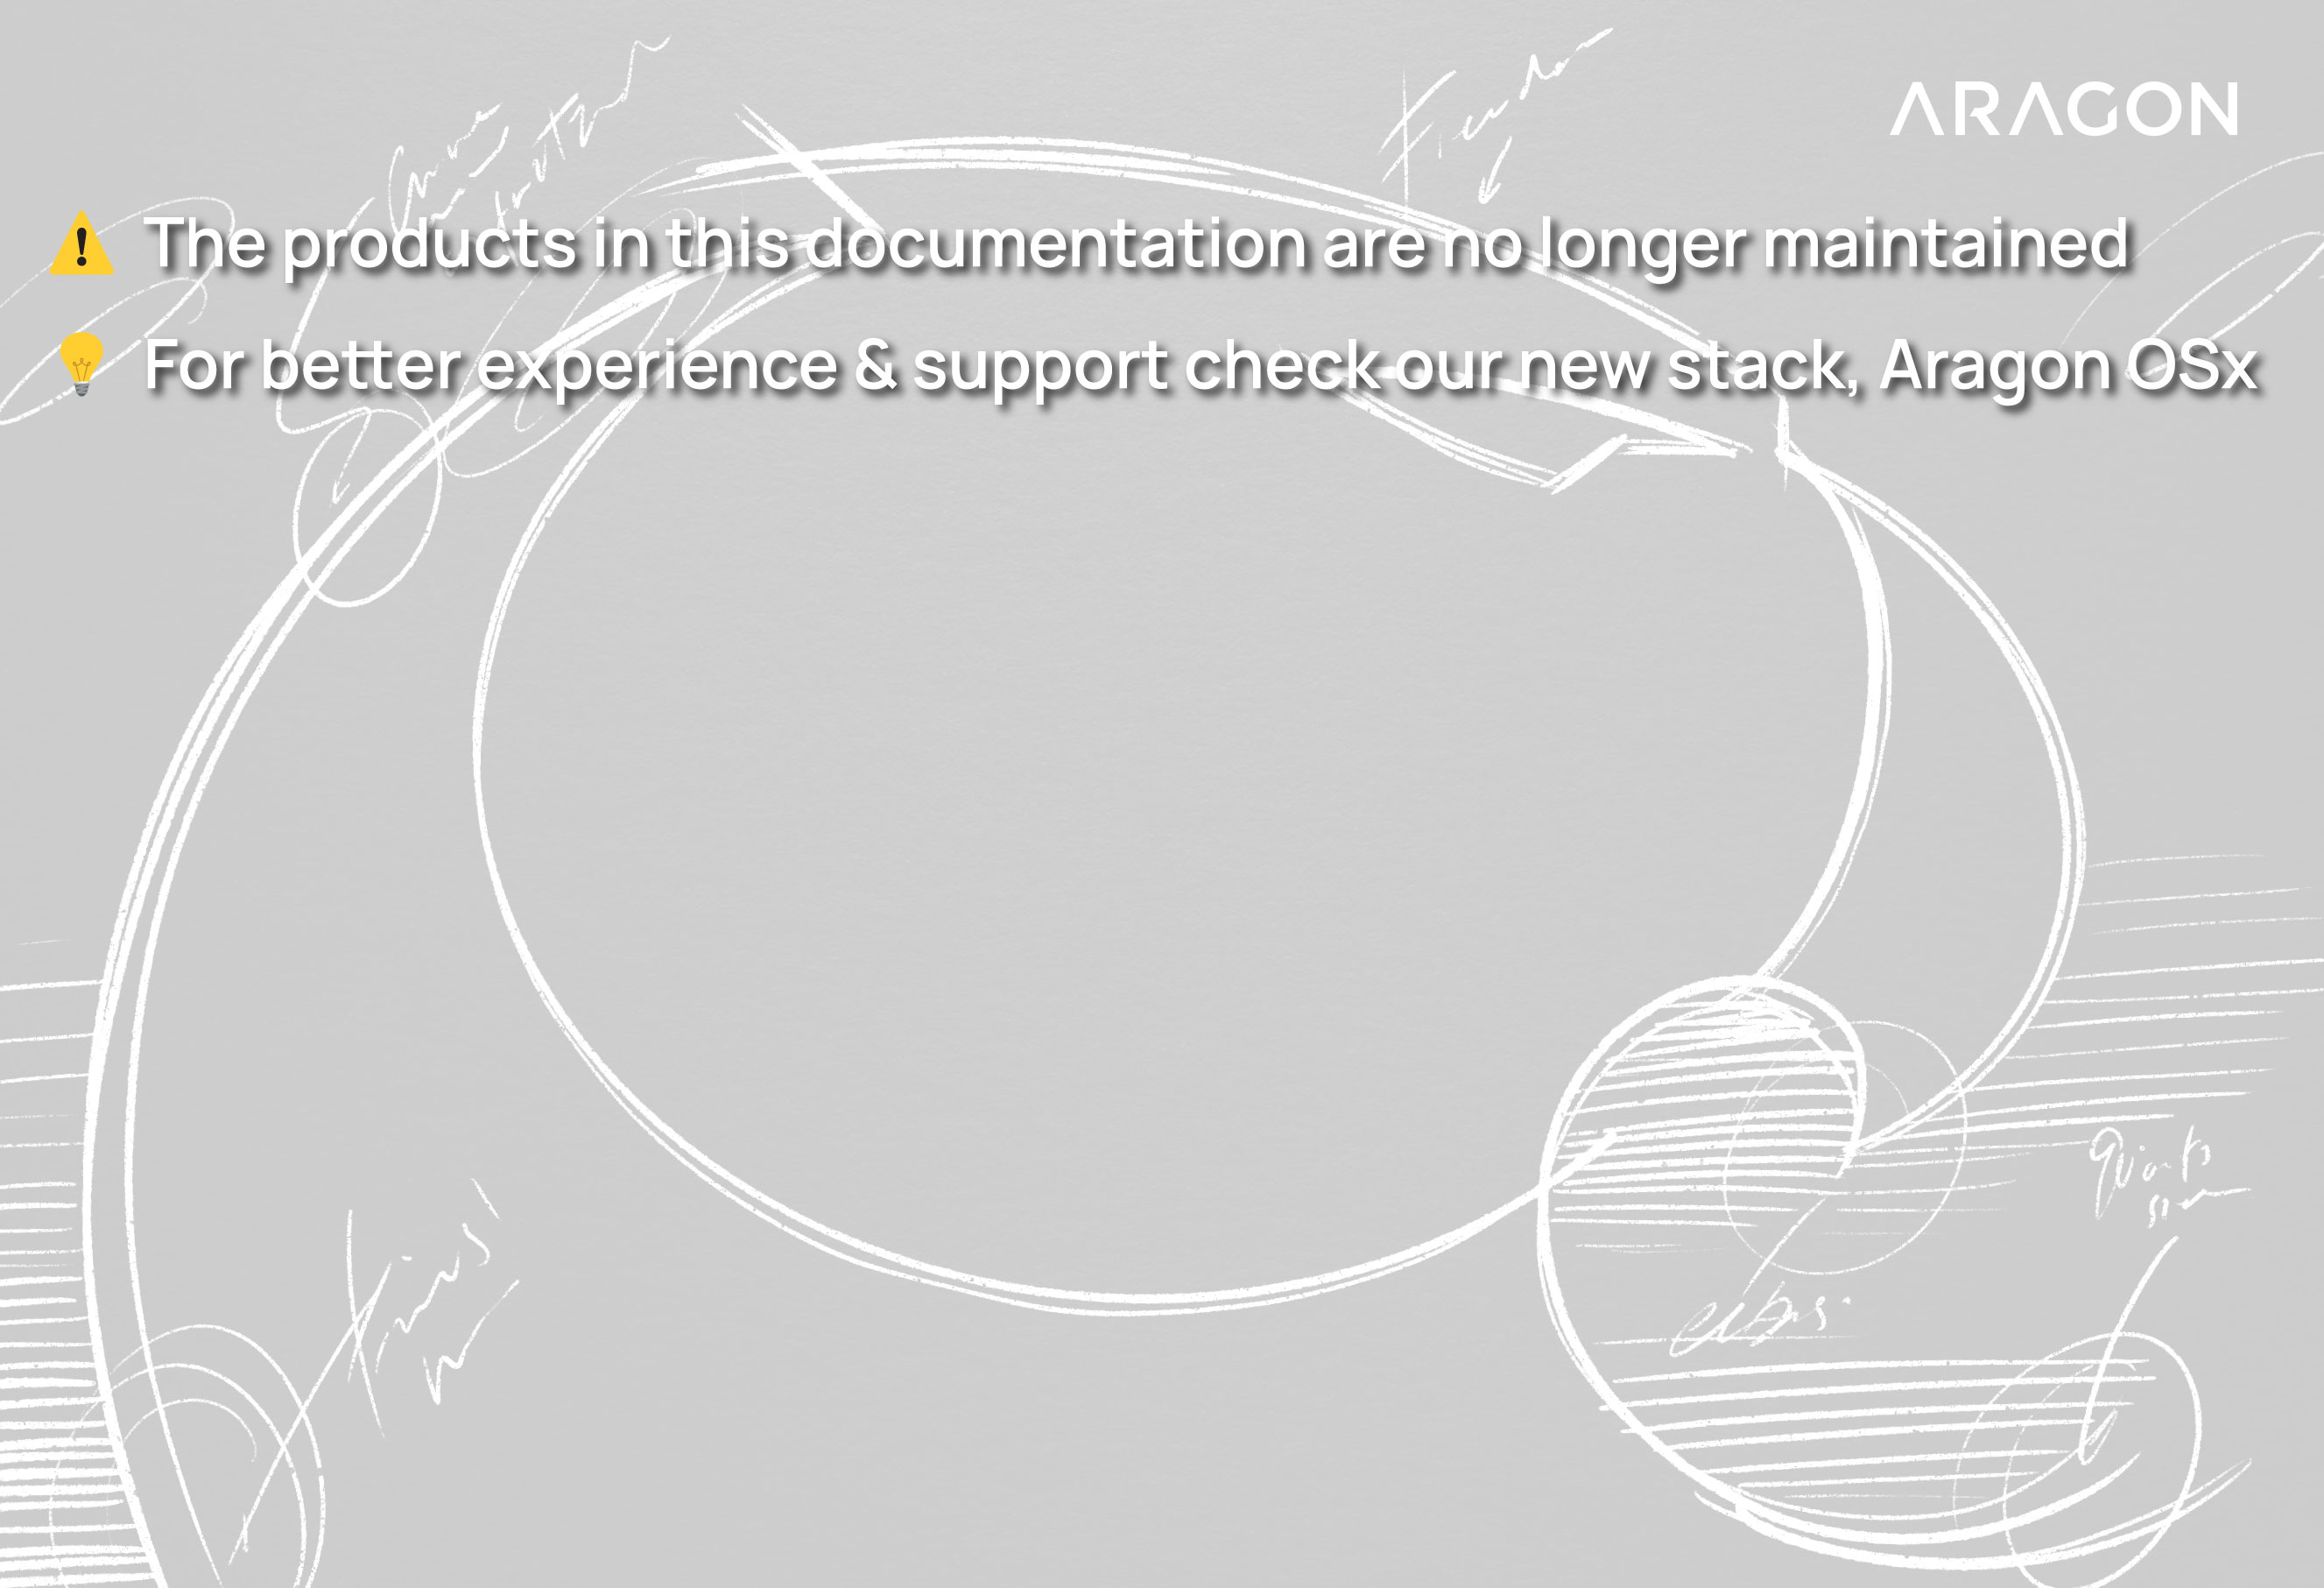 ARAGON
⚠️ The products in this documentation are no longer maintained
💡 For better experience & support check our new stack, Aragon OSx